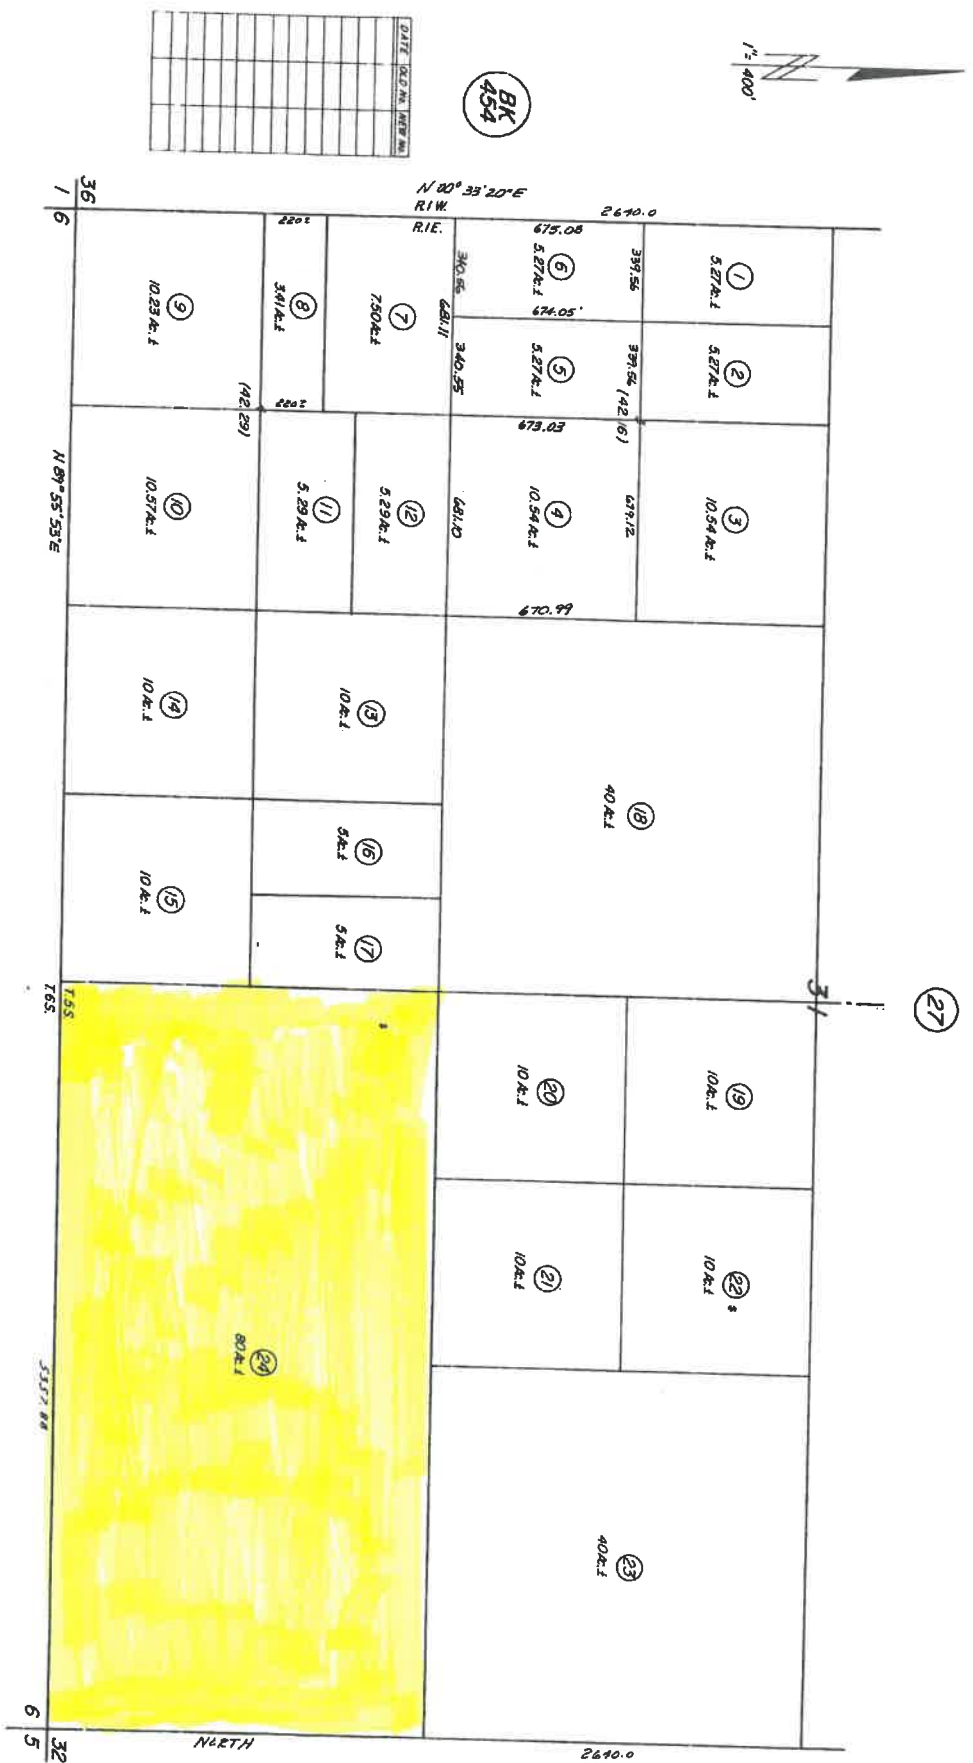 1"= 400'
DATE OLD No. NEW No.
BK
454
27
36
1
6
N 00° 33' 20" E
R.1W.
R.1E.
2640.0
675.08
339.56
1
5.27 Ac.±
2
5.27 Ac.±
3
10.54 Ac.±
6
5.27 Ac.±
674.05'
339.56
(42.16)
5
5.27 Ac.±
673.03
679.12
4
10.54 Ac.±
670.99
340.56
340.55
681.11
681.10
7
7.50 Ac.±
220±
8
3.41 Ac.±
220±
9
10.23 Ac.±
(42.29)
12
5.29 Ac.±
11
5.29 Ac.±
10
10.57 Ac.±
N 89° 55' 53" E
13
10 Ac.±
14
10 Ac.±
15
10 Ac.±
16
5 Ac.±
17
5 Ac.±
18
40 Ac.±
31
19
10 Ac.±
20
10 Ac.±
21
10 Ac.±
22
10 Ac.±
23
40 Ac.±
24
80 Ac.±
T.5S
T.6S.
5357.88
NORTH
2640.0
6
5
32